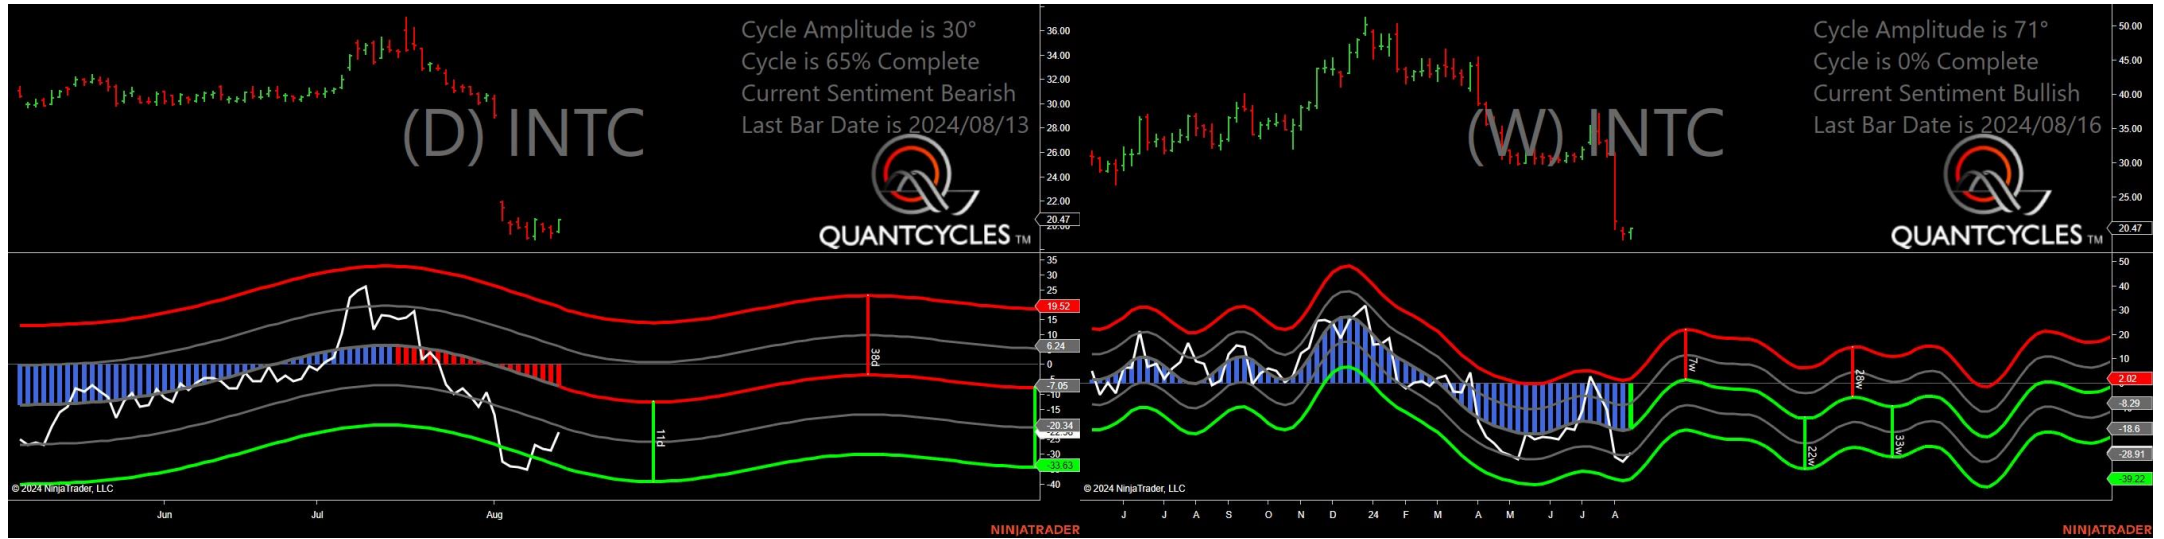 Cycle Amplitude is 30°
Cycle is 65% Complete
Current Sentiment Bearish
Last Bar Date is 2024/08/13
(D) INTC
QUANTCYCLES TM
36.00
34.00
32.00
30.00
28.00
26.00
24.00
22.00
20.47
35
30
25
19.52
15
10
6.24
0
-7.05
-10
-15
-20.34
-30
-33.63
-40
38d
11d
© 2024 NinjaTrader, LLC
Jun Jul Aug
NINJATRADER
Cycle Amplitude is 71°
Cycle is 0% Complete
Current Sentiment Bullish
Last Bar Date is 2024/08/16
(W) INTC
QUANTCYCLES TM
50.00
45.00
40.00
35.00
30.00
25.00
20.47
50
40
30
20
10
2.02
-8.29
-18.6
-28.91
-39.22
7w
28w
22w
33w
© 2024 NinjaTrader, LLC
J J A S O N D 24 F M A M J J A
NINJATRADER